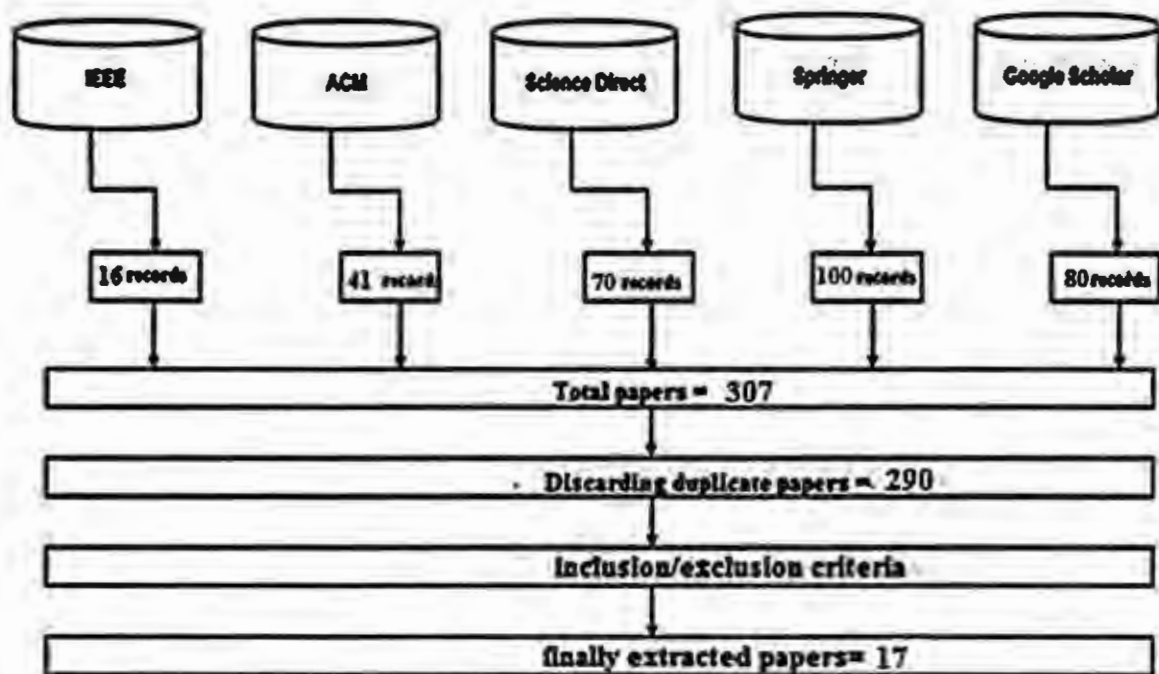 IEEE
ACM
Science Direct
Springer
Google Scholar
16 records
41 records
70 records
100 records
80 records
Total papers = 307
Discarding duplicate papers = 290
inclusion/exclusion criteria
finally extracted papers= 17